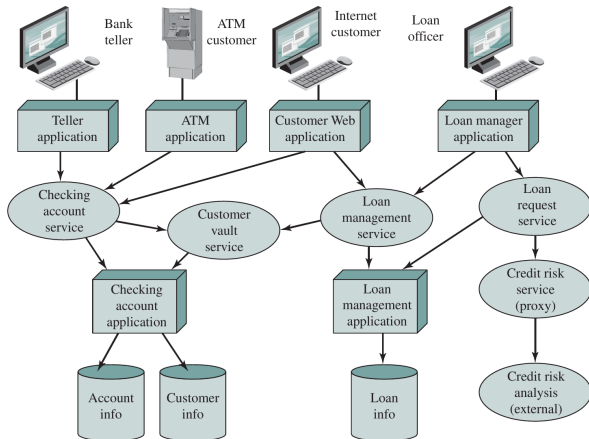 Bank
teller
ATM
customer
Internet
customer
Loan
officer
Teller
application
ATM
application
Customer Web
application
Loan manager
application
Checking
account
service
Customer
vault
service
Loan
management
service
Loan
request
service
Checking
account
application
Loan
management
application
Credit risk
service
(proxy)
Account
info
Customer
info
Loan
info
Credit risk
analysis
(external)